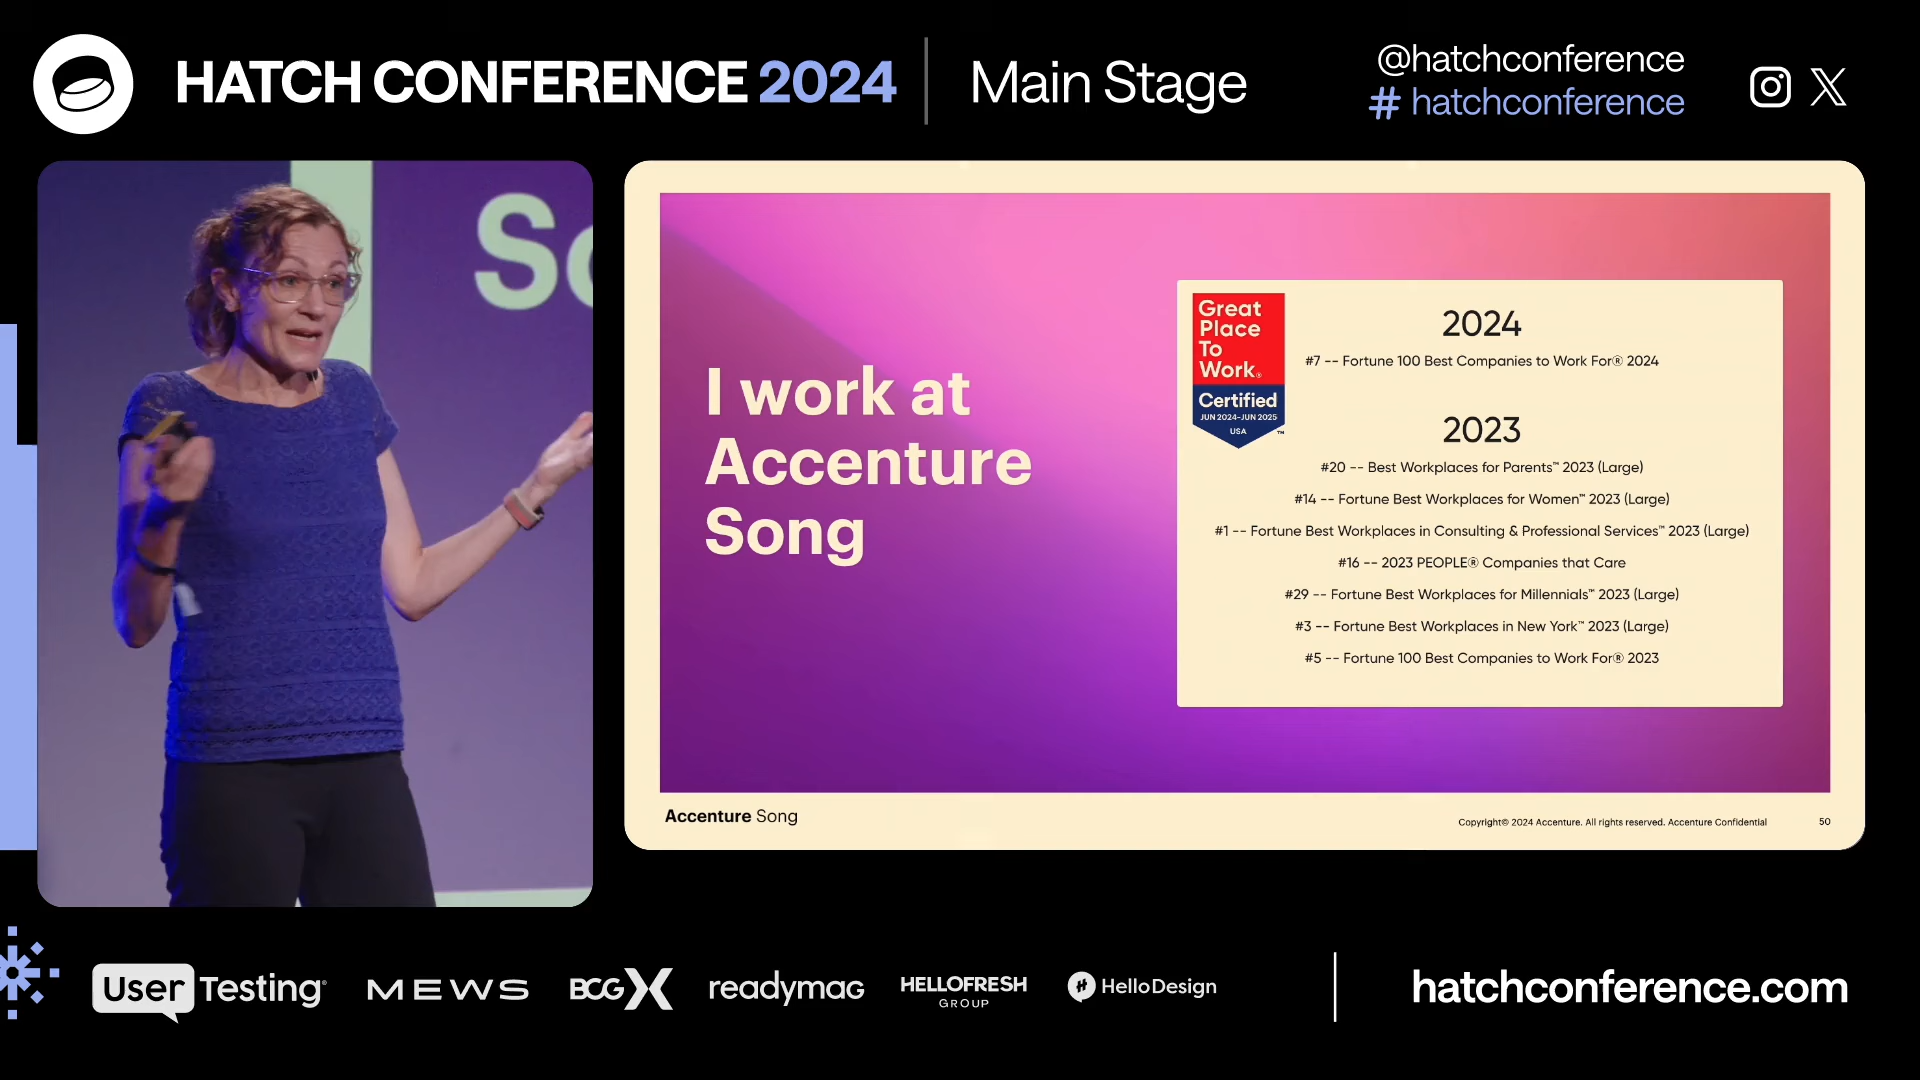 HATCH CONFERENCE 2024
Main Stage
@hatchconference
# hatchconference
So
I work at
Accenture
Song
Great
Place
To
Work®
Certified
JUN 2024-JUN 2025
USA
™
2024
#7 -- Fortune 100 Best Companies to Work For® 2024
2023
#20 -- Best Workplaces for Parents™ 2023 (Large)
#14 -- Fortune Best Workplaces for Women™ 2023 (Large)
#1 -- Fortune Best Workplaces in Consulting & Professional Services™ 2023 (Large)
#16 -- 2023 PEOPLE® Companies that Care
#29 -- Fortune Best Workplaces for Millennials™ 2023 (Large)
#3 -- Fortune Best Workplaces in New York™ 2023 (Large)
#5 -- Fortune 100 Best Companies to Work For® 2023
Accenture Song
Copyright© 2024 Accenture. All rights reserved. Accenture Confidential
50
UserTesting®
MEWS
BCG X
readymag
HELLOFRESH
GROUP
HelloDesign
hatchconference.com